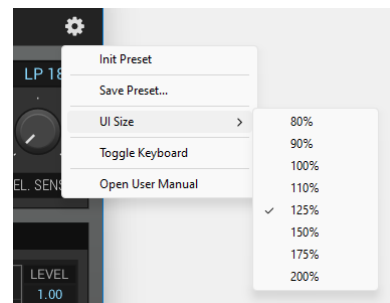 Init Preset
LP 18
Save Preset...
UI Size
80%
90%
100%
110%
125%
150%
175%
200%
Toggle Keyboard
EL. SENS
Open User Manual
LEVEL
1.00